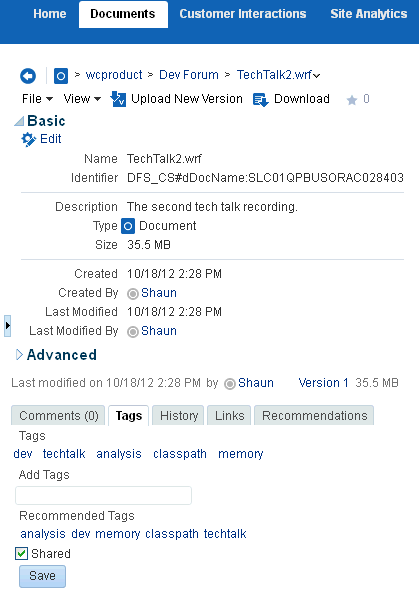 Home Documents Customer Interactions Site Analytics
> wcproduct > Dev Forum > TechTalk2.wrf
File View Upload New Version Download 0
Basic
Edit
Name TechTalk2.wrf
Identifier DFS_CS#dDocName:SLC01QPBUSORAC028403
Description The second tech talk recording.
Type Document
Size 35.5 MB
Created 10/18/12 2:28 PM
Created By Shaun
Last Modified 10/18/12 2:28 PM
Last Modified By Shaun
Advanced
Last modified on 10/18/12 2:28 PM by Shaun Version 1 35.5 MB
Comments (0) Tags History Links Recommendations
Tags
dev techtalk analysis classpath memory
Add Tags
Recommended Tags
analysis dev memory classpath techtalk
Shared
Save